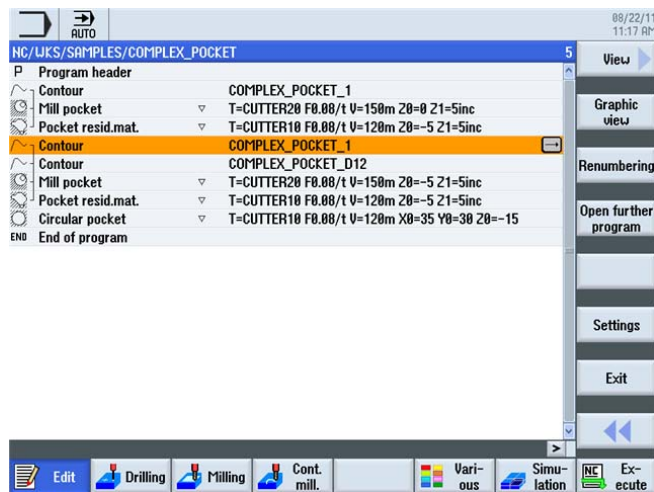 AUTO
08/22/11
11:17 AM
NC/WKS/SAMPLES/COMPLEX_POCKET 5
P Program header
Contour COMPLEX_POCKET_1
Mill pocket ▽ T=CUTTER20 F0.08/t V=150m Z0=0 Z1=5inc
Pocket resid.mat. ▽ T=CUTTER10 F0.08/t V=120m Z0=-5 Z1=5inc
Contour COMPLEX_POCKET_1
Contour COMPLEX_POCKET_D12
Mill pocket ▽ T=CUTTER20 F0.08/t V=150m Z0=-5 Z1=5inc
Pocket resid.mat. ▽ T=CUTTER10 F0.08/t V=120m Z0=-5 Z1=5inc
Circular pocket ▽ T=CUTTER10 F0.08/t V=120m X0=35 Y0=30 Z0=-15
END End of program
View
Graphic
view
Renumbering
Open further
program
Settings
Exit
Edit
Drilling
Milling
Cont.
mill.
Vari-
ous
Simu-
lation
NC Ex-
ecute